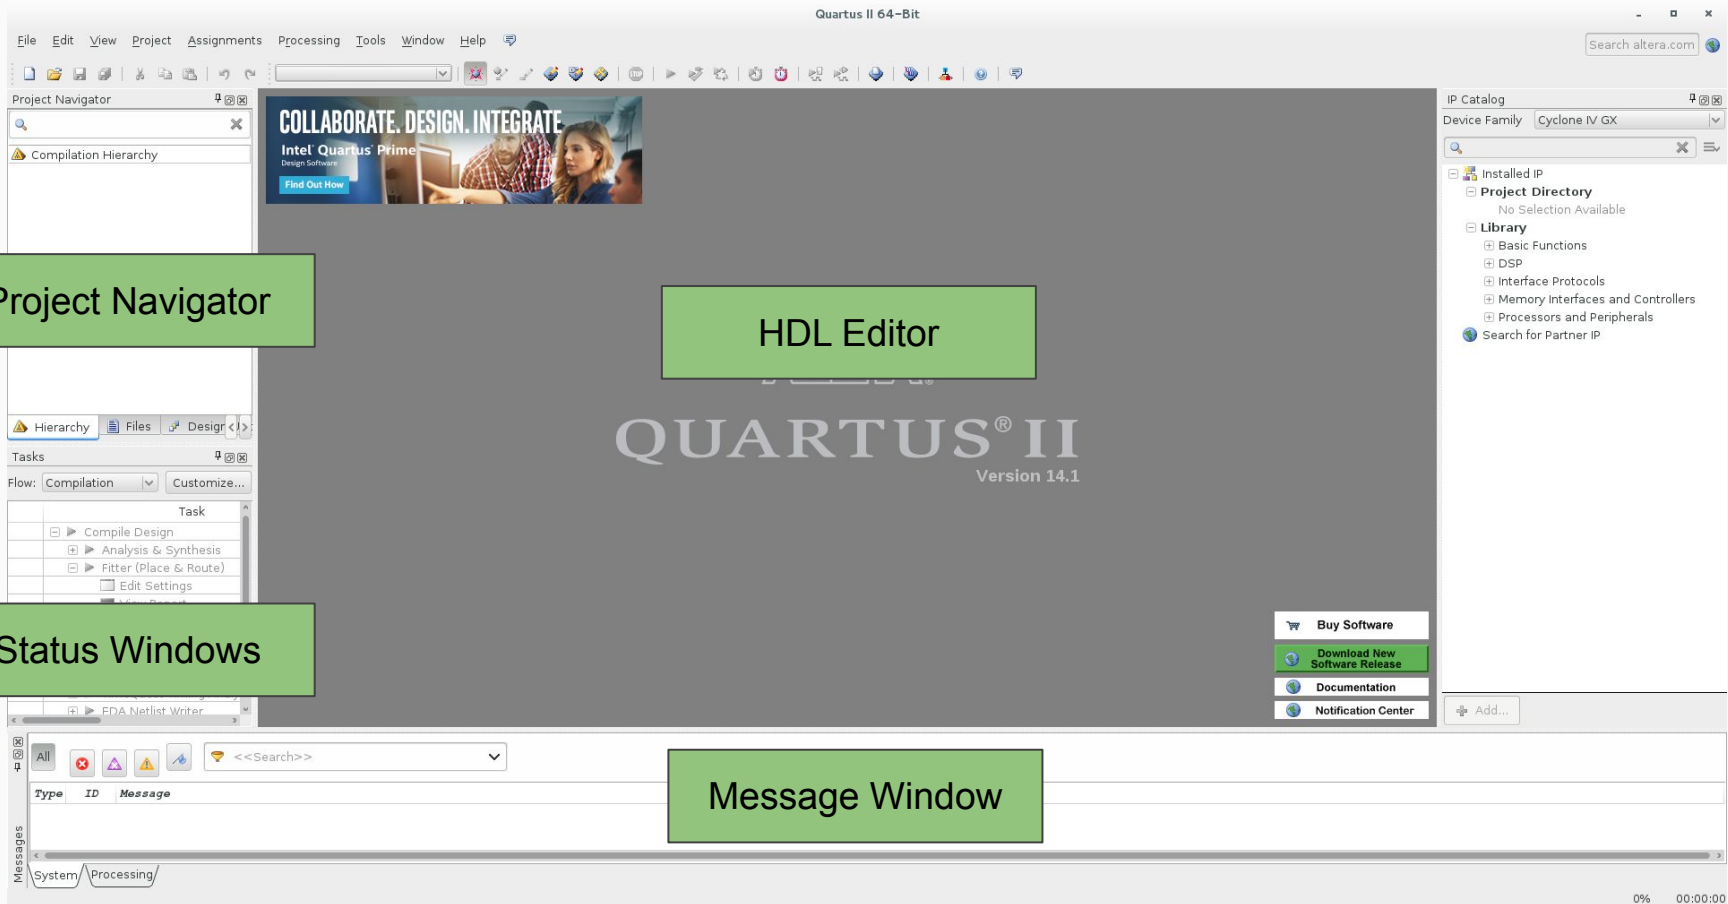 Quartus II 64-Bit
File Edit View Project Assignments Processing Tools Window Help
Search altera.com
Project Navigator
Compilation Hierarchy
Project Navigator
Hierarchy Files Design
Tasks
Flow: Compilation Customize...
Task
Compile Design
Analysis & Synthesis
Fitter (Place & Route)
Edit Settings
Status Windows
EDA Netlist Writer
COLLABORATE. DESIGN. INTEGRATE
Intel® Quartus® Prime
Design Software
Find Out How
HDL Editor
QUARTUS® II
Version 14.1
Buy Software
Download New
Software Release
Documentation
Notification Center
IP Catalog
Device Family Cyclone IV GX
Installed IP
Project Directory
No Selection Available
Library
Basic Functions
DSP
Interface Protocols
Memory Interfaces and Controllers
Processors and Peripherals
Search for Partner IP
Add...
All <<Search>>
Type ID Message
Message Window
Messages
System Processing
0% 00:00:00